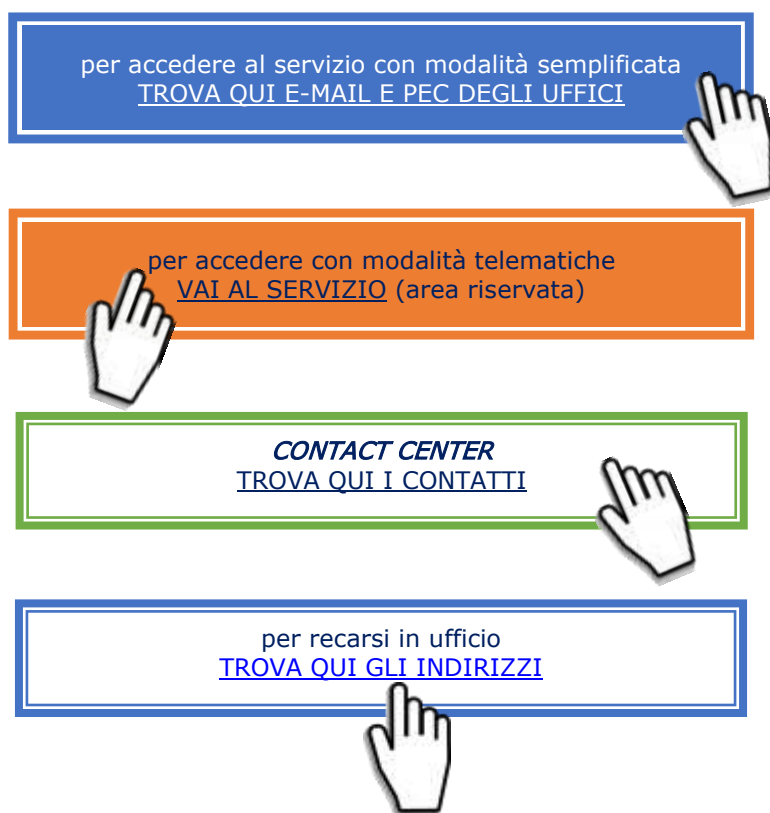 per accedere al servizio con modalità semplificata
TROVA QUI E-MAIL E PEC DEGLI UFFICI
per accedere con modalità telematiche
VAI AL SERVIZIO (area riservata)
CONTACT CENTER
TROVA QUI I CONTATTI
per recarsi in ufficio
TROVA QUI GLI INDIRIZZI